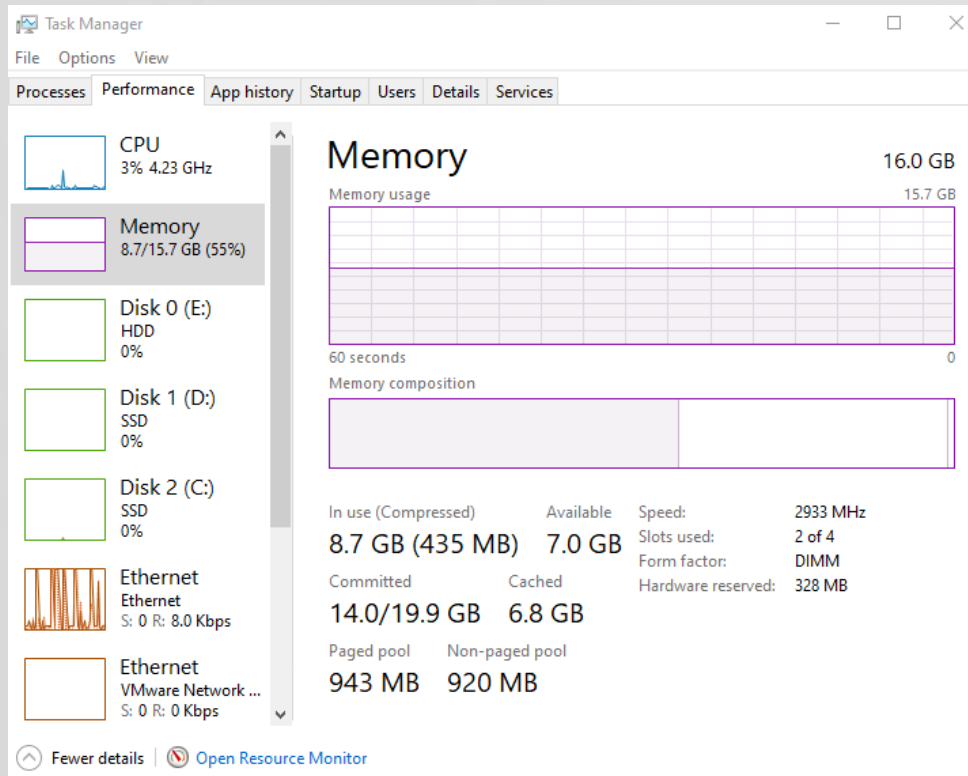 Task Manager
File Options View
Processes Performance App history Startup Users Details Services
CPU
3% 4.23 GHz
Memory
8.7/15.7 GB (55%)
Disk 0 (E:)
HDD
0%
Disk 1 (D:)
SSD
0%
Disk 2 (C:)
SSD
0%
Ethernet
Ethernet
S: 0 R: 8.0 Kbps
Ethernet
VMware Network ...
S: 0 R: 0 Kbps
Memory 16.0 GB
Memory usage 15.7 GB
60 seconds 0
Memory composition
In use (Compressed) Available
8.7 GB (435 MB) 7.0 GB
Committed Cached
14.0/19.9 GB 6.8 GB
Paged pool Non-paged pool
943 MB 920 MB
Speed: 2933 MHz
Slots used: 2 of 4
Form factor: DIMM
Hardware reserved: 328 MB
Fewer details Open Resource Monitor